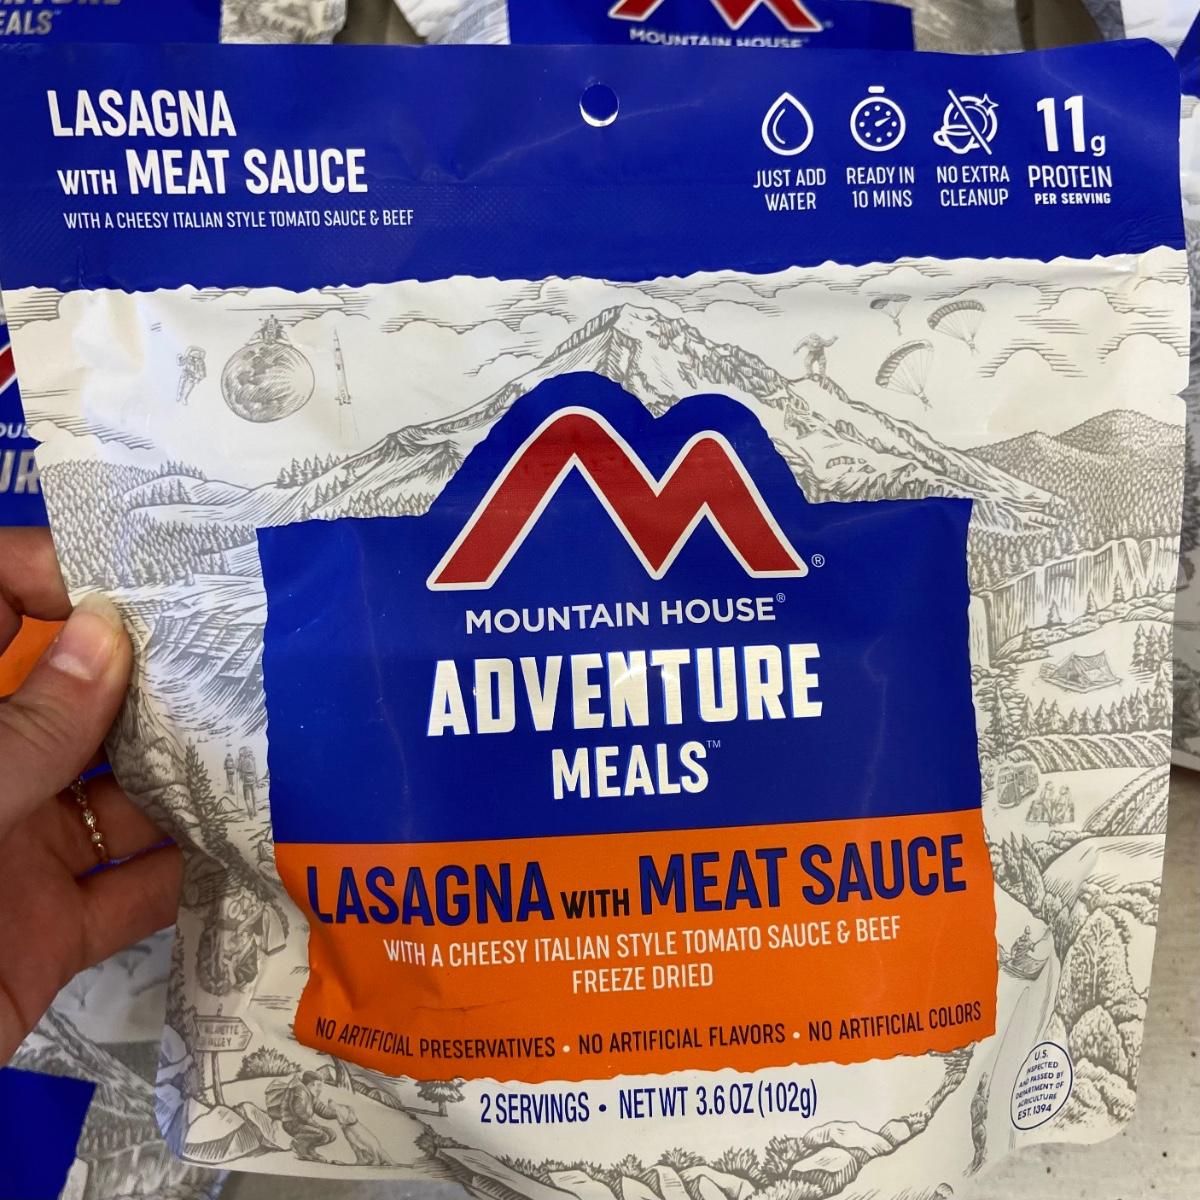 EALS
MOUNTAIN HOUSE®
LASAGNA
WITH MEAT SAUCE
WITH A CHEESY ITALIAN STYLE TOMATO SAUCE & BEEF
JUST ADD
WATER
READY IN
10 MINS
NO EXTRA
CLEANUP
11g
PROTEIN
PER SERVING
MOUNTAIN HOUSE®
ADVENTURE
MEALS™
LASAGNA WITH MEAT SAUCE
WITH A CHEESY ITALIAN STYLE TOMATO SAUCE & BEEF
FREEZE DRIED
NO ARTIFICIAL PRESERVATIVES • NO ARTIFICIAL FLAVORS • NO ARTIFICIAL COLORS
2 SERVINGS • NET WT 3.6 OZ (102g)
VALLEY
U.S.
INSPECTED
AND PASSED BY
DEPARTMENT OF
AGRICULTURE
EST. 1394